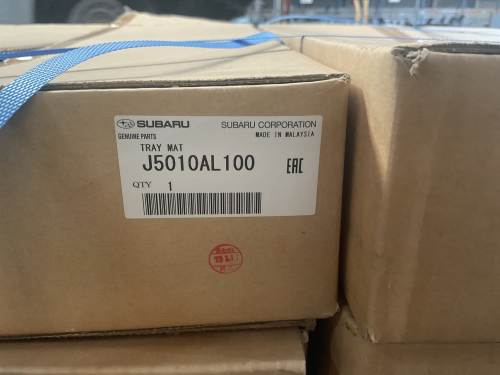 SUBARU SUBARU CORPORATION
GENUINE PARTS MADE IN MALAYSIA
TRAY MAT
J5010AL100 EAC
QTY 1